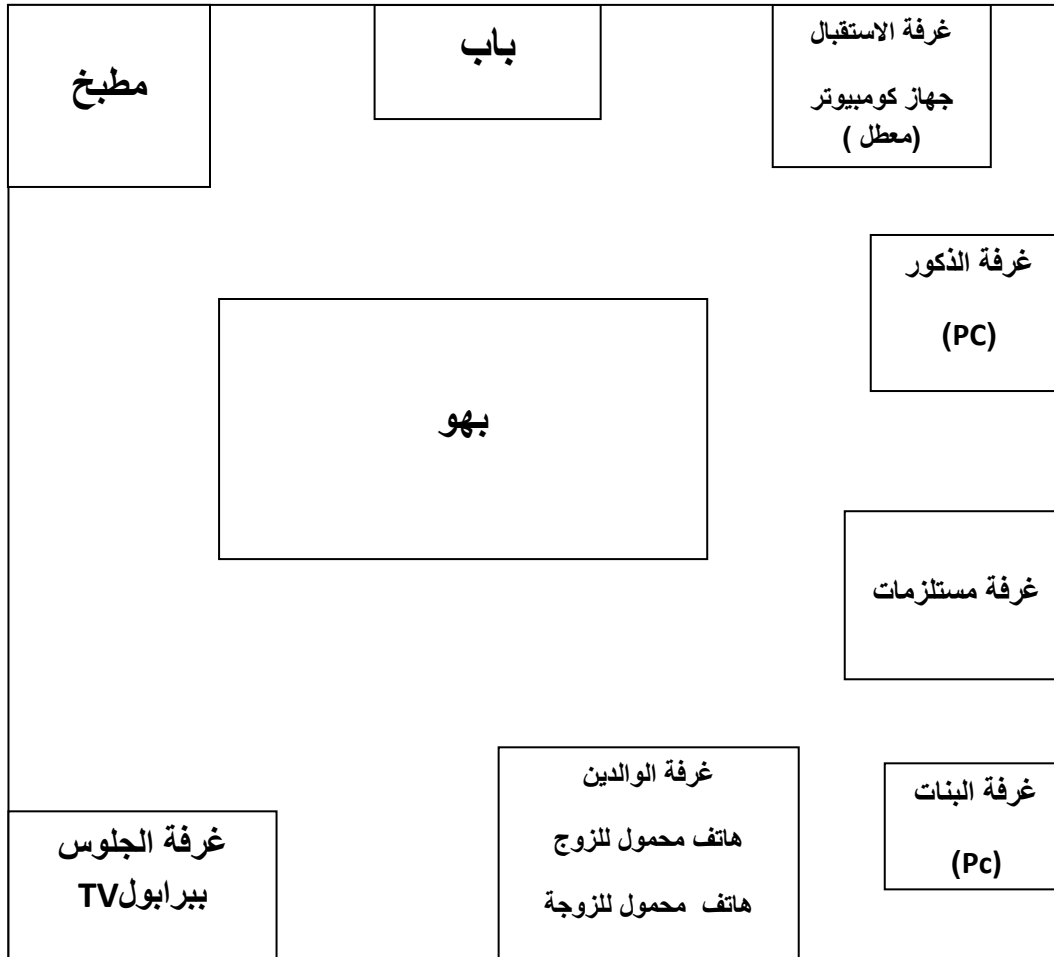 غرفة الاستقبال
جهاز كومبيوتر
(معطل )
باب
مطبخ
غرفة الذكور
(PC)
بهو
غرفة مستلزمات
غرفة البنات
(Pc)
غرفة الوالدين
هاتف محمول للزوج
هاتف محمول للزوجة
غرفة الجلوس
ببرابولTV